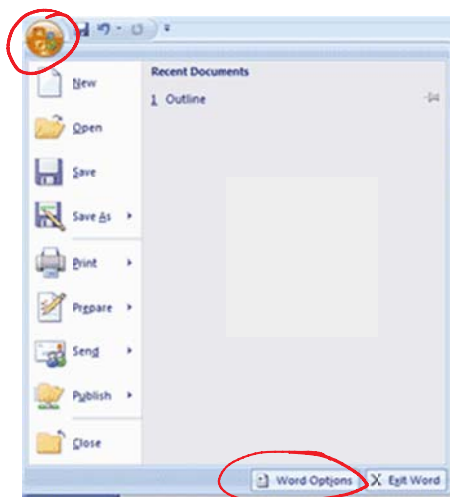 Recent Documents
New
1 Outline
Open
Save
Save As
Print
Prepare
Send
Publish
Close
Word Options
Exit Word